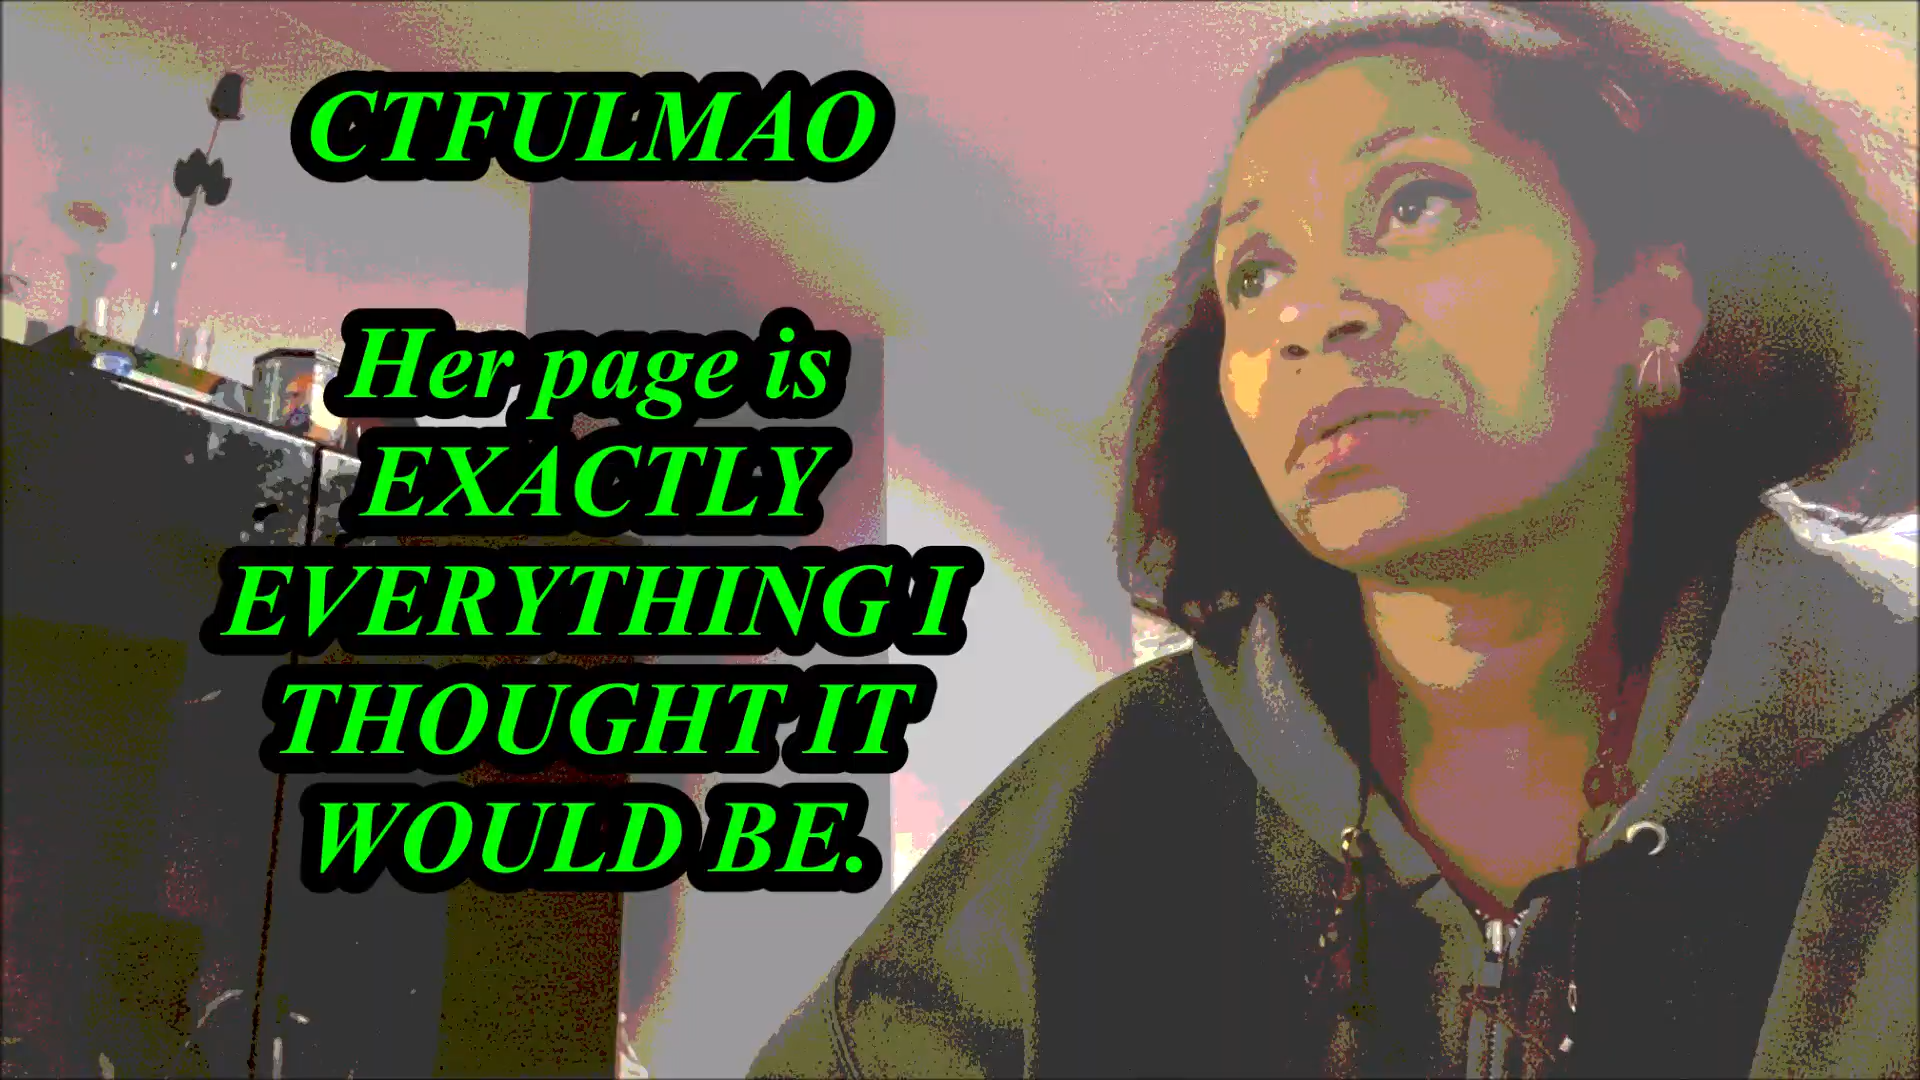 CTFULMAO
Her page is
EXACTLY
EVERYTHING I
THOUGHT IT
WOULD BE.